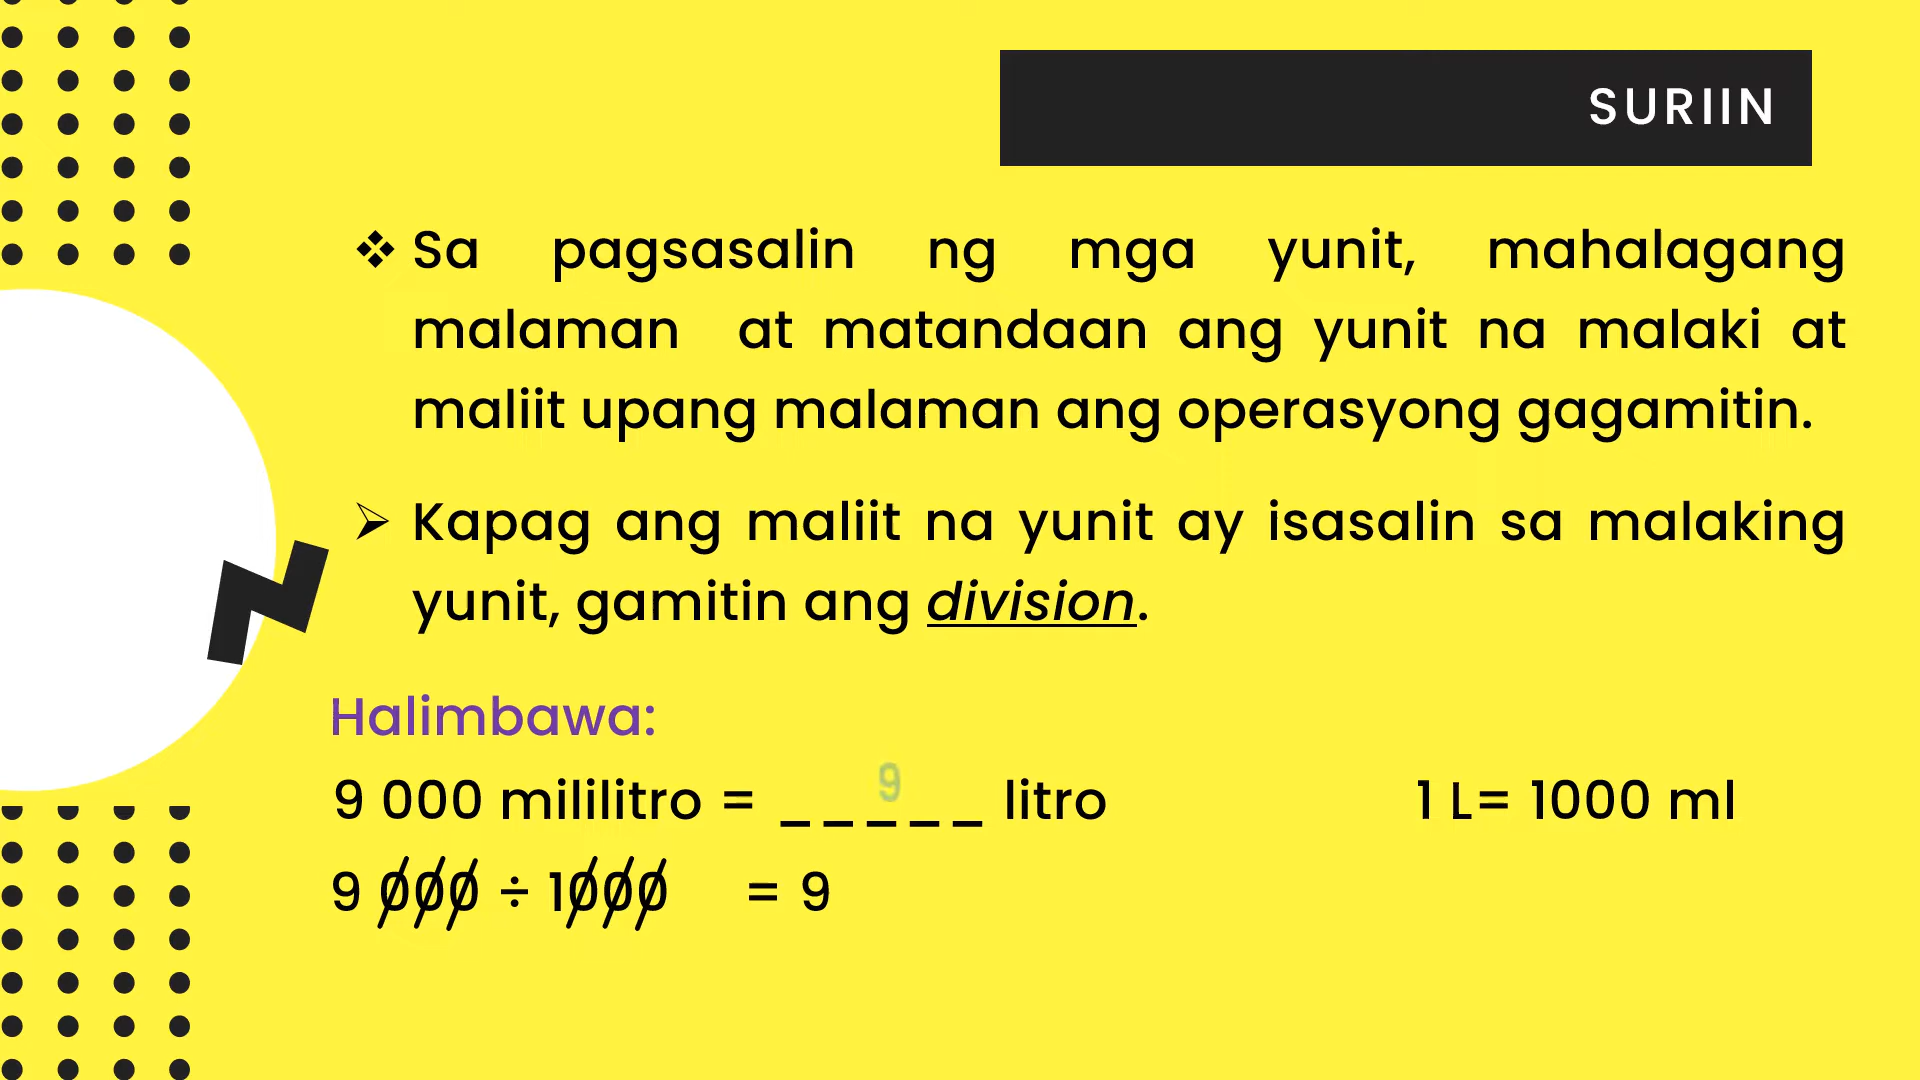 SURIIN
❖ Sa pagsasalin ng mga yunit, mahalagang
malaman at matandaan ang yunit na malaki at
maliit upang malaman ang operasyong gagamitin.
➢ Kapag ang maliit na yunit ay isasalin sa malaking
yunit, gamitin ang division.
Halimbawa:
9 000 mililitro = _ _ 9 _ _ litro 1 L= 1000 ml
9 000 ÷ 1000 = 9